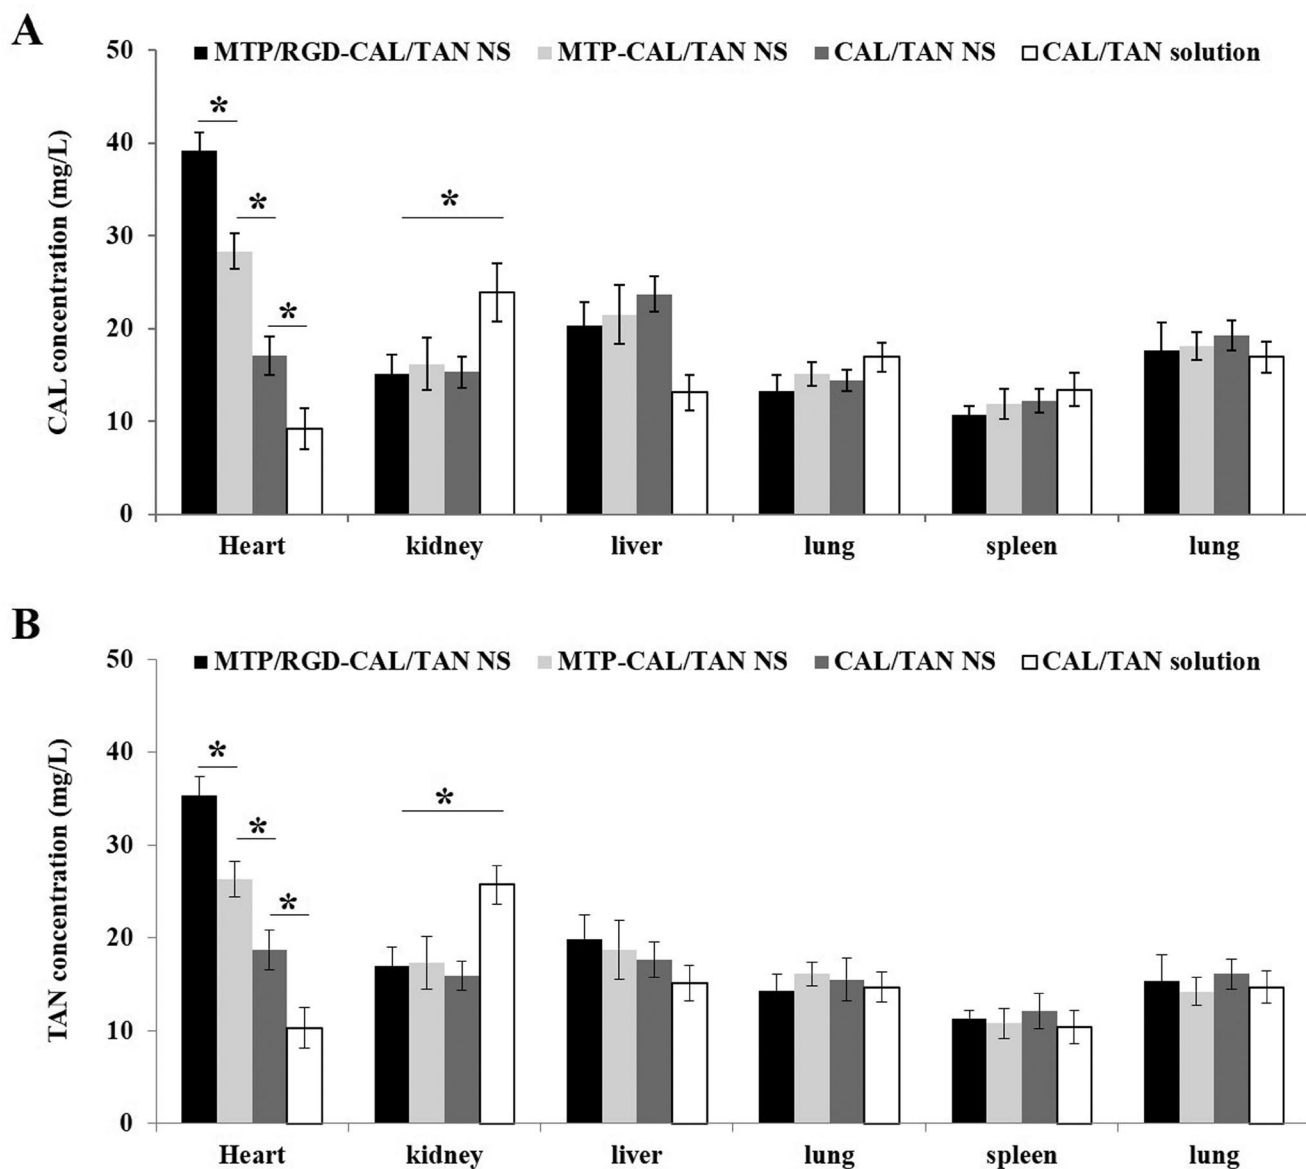 A
50
MTP/RGD-CAL/TAN NS MTP-CAL/TAN NS CAL/TAN NS CAL/TAN solution
CAL concentration (mg/L)
40
30
20
10
0
*
*
*
*
Heart kidney liver lung spleen lung
B
50
MTP/RGD-CAL/TAN NS MTP-CAL/TAN NS CAL/TAN NS CAL/TAN solution
TAN concentration (mg/L)
40
30
20
10
0
*
*
*
*
Heart kidney liver lung spleen lung